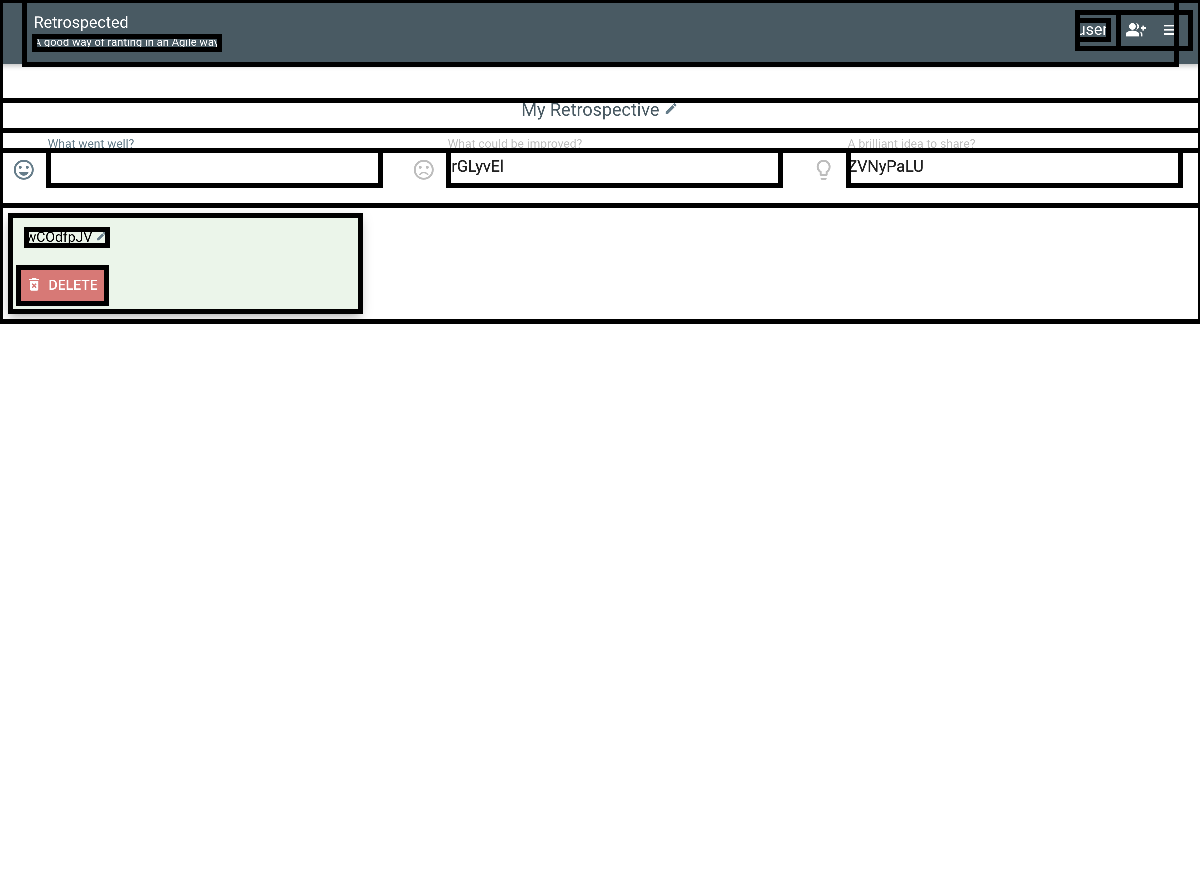 Retrospected
A good way of ranting in an Agile way
user
My Retrospective
What went well?
What could be improved?
A brilliant idea to share?
rGLyvEl
ZVNyPaLU
wCOdfpJV
DELETE